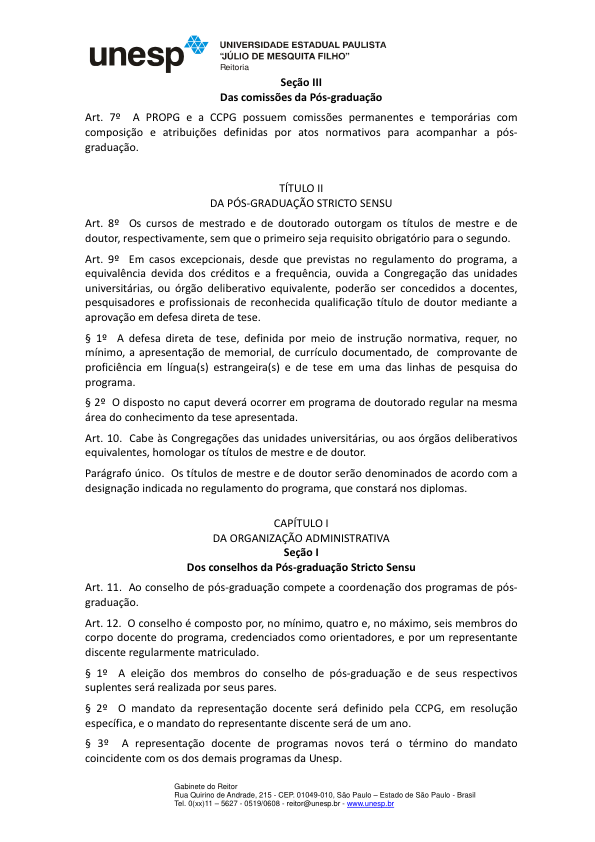 unesp
UNIVERSIDADE ESTADUAL PAULISTA
"JÚLIO DE MESQUITA FILHO"
Reitoria
Seção III
Das comissões da Pós-graduação
Art. 7º A PROPG e a CCPG possuem comissões permanentes e temporárias com
composição e atribuições definidas por atos normativos para acompanhar a pós-
graduação.
TÍTULO II
DA PÓS-GRADUAÇÃO STRICTO SENSU
Art. 8º Os cursos de mestrado e de doutorado outorgam os títulos de mestre e de
doutor, respectivamente, sem que o primeiro seja requisito obrigatório para o segundo.
Art. 9º Em casos excepcionais, desde que previstas no regulamento do programa, a
equivalência devida dos créditos e a frequência, ouvida a Congregação das unidades
universitárias, ou órgão deliberativo equivalente, poderão ser concedidos a docentes,
pesquisadores e profissionais de reconhecida qualificação título de doutor mediante a
aprovação em defesa direta de tese.
§ 1º A defesa direta de tese, definida por meio de instrução normativa, requer, no
mínimo, a apresentação de memorial, de currículo documentado, de comprovante de
proficiência em língua(s) estrangeira(s) e de tese em uma das linhas de pesquisa do
programa.
§ 2º O disposto no caput deverá ocorrer em programa de doutorado regular na mesma
área do conhecimento da tese apresentada.
Art. 10. Cabe às Congregações das unidades universitárias, ou aos órgãos deliberativos
equivalentes, homologar os títulos de mestre e de doutor.
Parágrafo único. Os títulos de mestre e de doutor serão denominados de acordo com a
designação indicada no regulamento do programa, que constará nos diplomas.
CAPÍTULO I
DA ORGANIZAÇÃO ADMINISTRATIVA
Seção I
Dos conselhos da Pós-graduação Stricto Sensu
Art. 11. Ao conselho de pós-graduação compete a coordenação dos programas de pós-
graduação.
Art. 12. O conselho é composto por, no mínimo, quatro e, no máximo, seis membros do
corpo docente do programa, credenciados como orientadores, e por um representante
discente regularmente matriculado.
§ 1º A eleição dos membros do conselho de pós-graduação e de seus respectivos
suplentes será realizada por seus pares.
§ 2º O mandato da representação docente será definido pela CCPG, em resolução
específica, e o mandato do representante discente será de um ano.
§ 3º A representação docente de programas novos terá o término do mandato
coincidente com os dos demais programas da Unesp.
Gabinete do Reitor
Rua Quirino de Andrade, 215 - CEP. 01049-010, São Paulo – Estado de São Paulo - Brasil
Tel. 0(xx)11 – 5627 - 0519/0608 - reitor@unesp.br - www.unesp.br